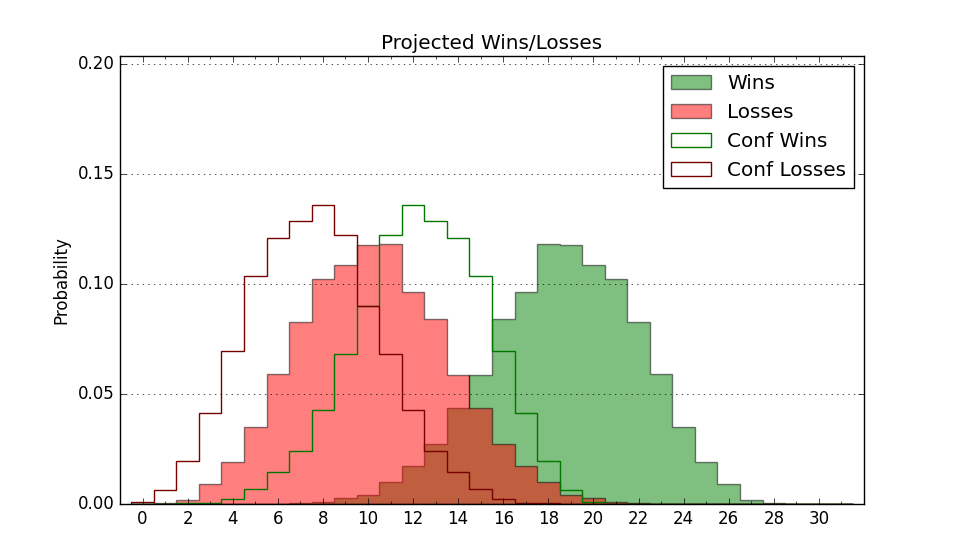 Projected Wins/Losses
0.20
0.15
0.10
0.05
0.00
Probability
Wins
Losses
Conf Wins
Conf Losses
0 2 4 6 8 10 12 14 16 18 20 22 24 26 28 30